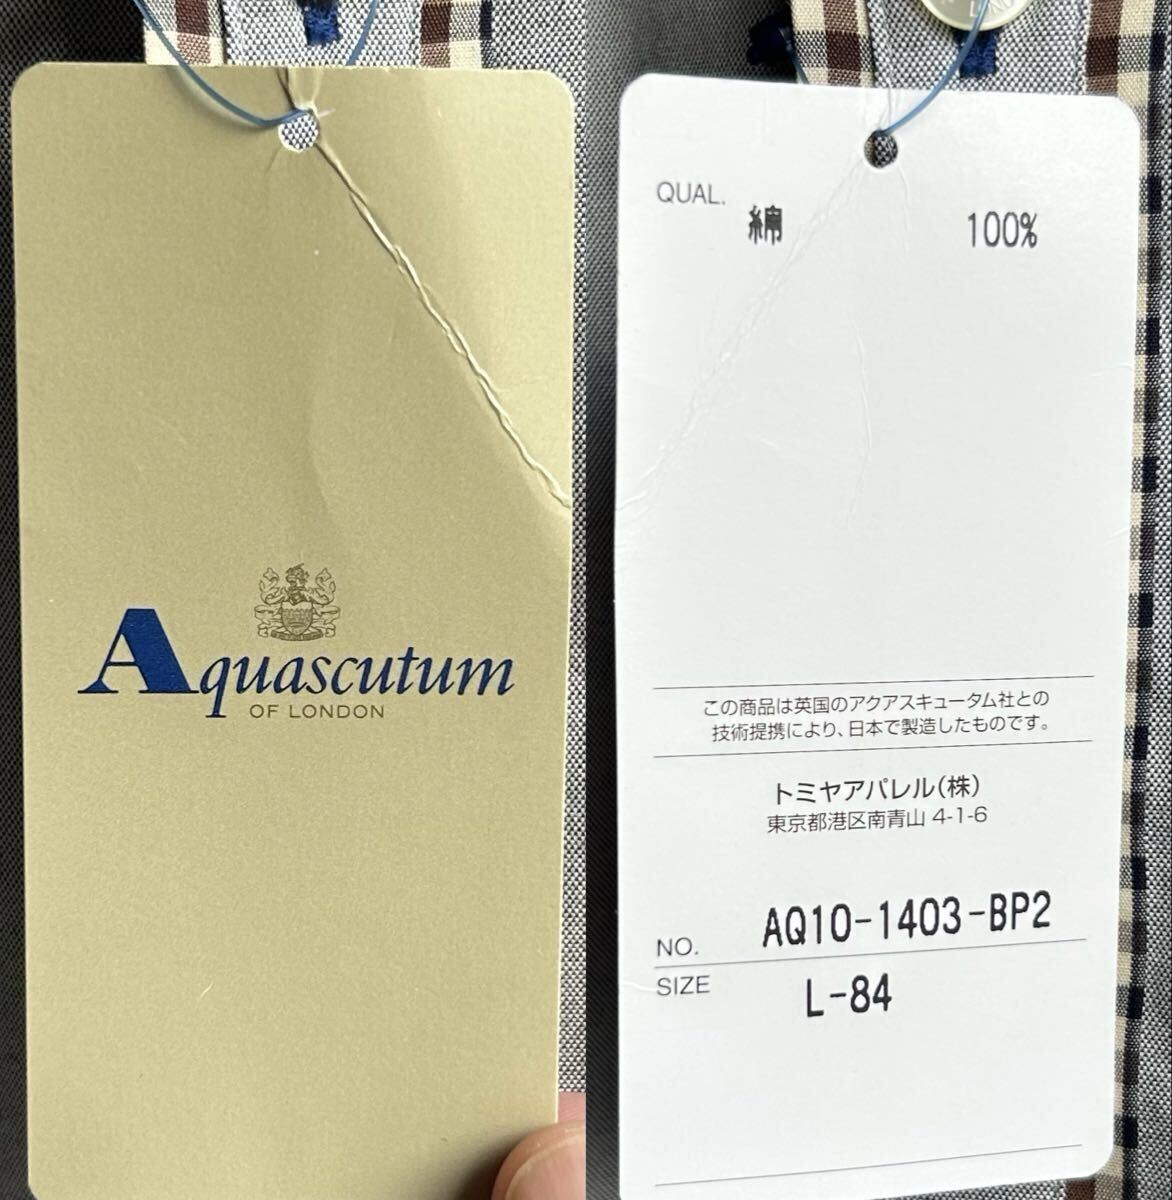 Aquascutum
OF LONDON
QUAL.
綿 100%
この商品は英国のアクアスキュータム社との
技術提携により、日本で製造したものです。
トミヤアパレル(株)
東京都港区南青山 4-1-6
NO. AQ10-1403-BP2
SIZE L-84